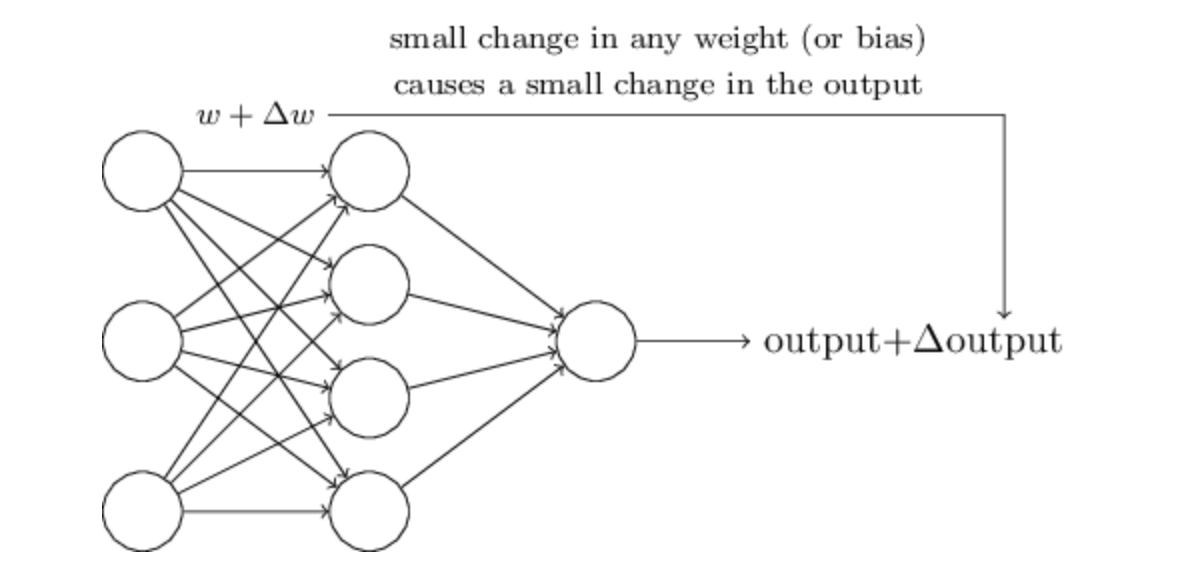 small change in any weight (or bias)
causes a small change in the output
w + Δw
output+Δoutput